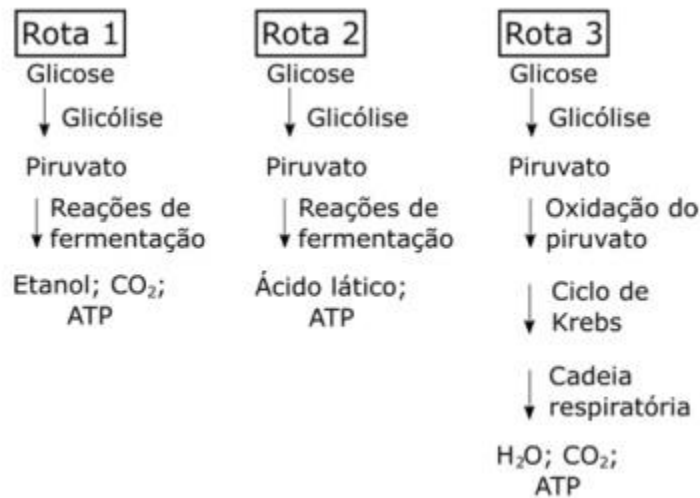 Rota 1
Glicose
Glicólise
Piruvato
Reações de
fermentação
Etanol; CO₂;
ATP
Rota 2
Glicose
Glicólise
Piruvato
Reações de
fermentação
Ácido lático;
ATP
Rota 3
Glicose
Glicólise
Piruvato
Oxidação do
piruvato
Ciclo de
Krebs
Cadeia
respiratória
H₂O; CO₂;
ATP